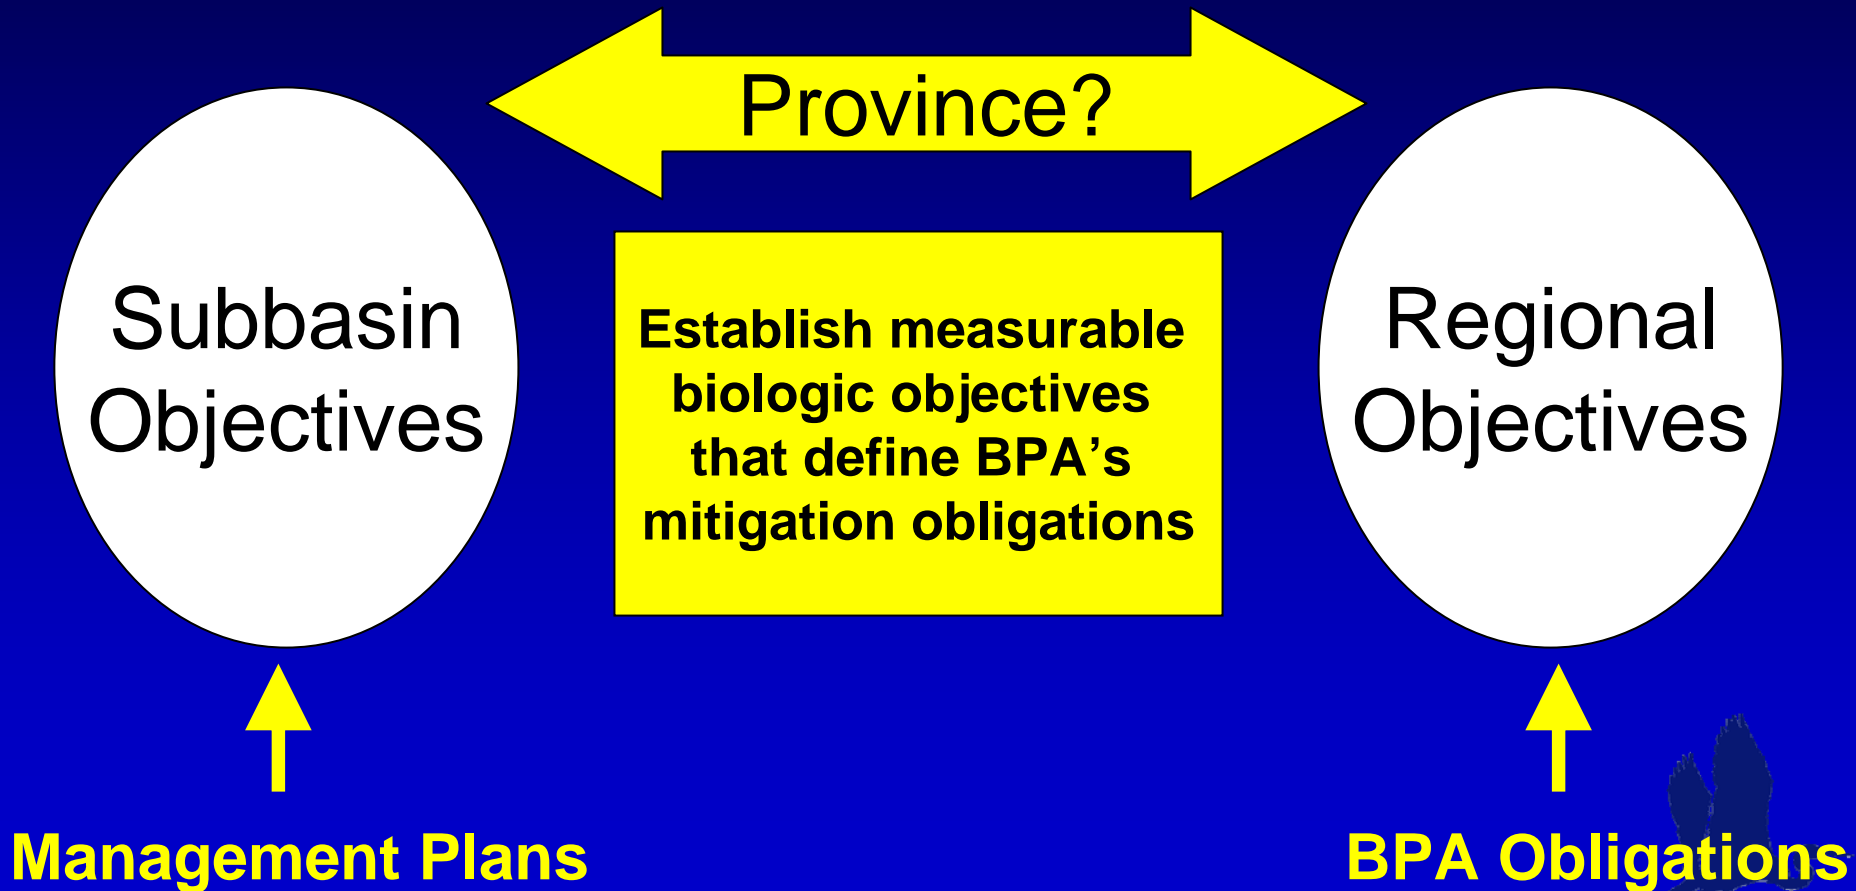 Province?
Subbasin
Objectives
Establish measurable
biologic objectives
that define BPA’s
mitigation obligations
Regional
Objectives
Management Plans
BPA Obligations